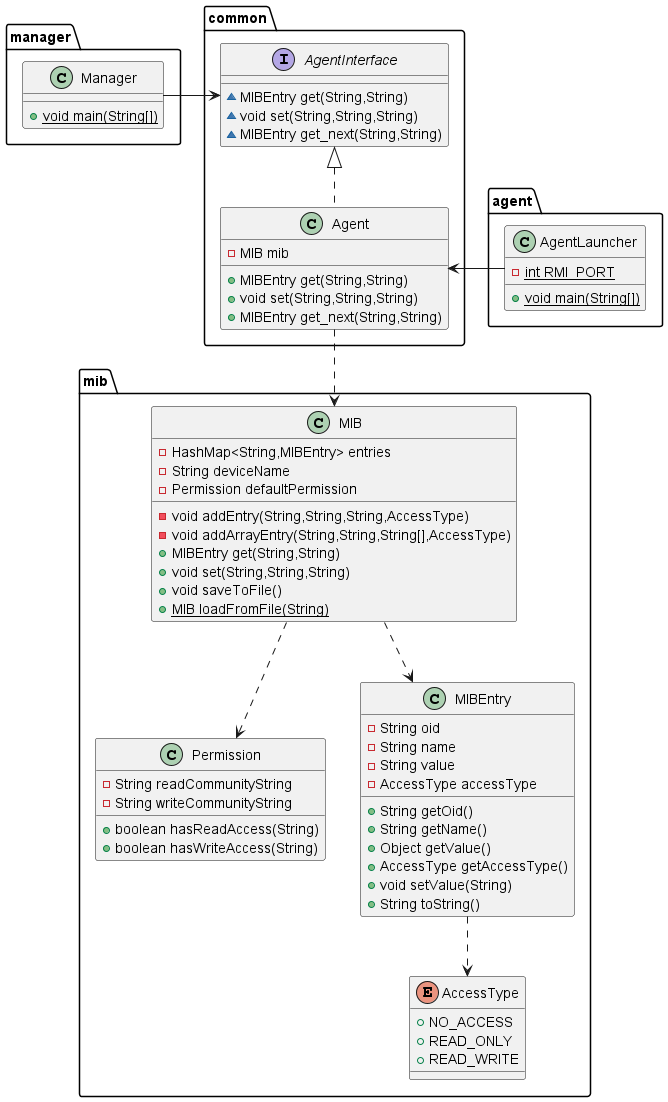 manager
C Manager
void main(String[])
common
I AgentInterface
MIBEntry get(String,String)
void set(String,String,String)
MIBEntry get_next(String,String)
C Agent
MIB mib
MIBEntry get(String,String)
void set(String,String,String)
MIBEntry get_next(String,String)
agent
C AgentLauncher
int RMI_PORT
void main(String[])
mib
C MIB
HashMap<String,MIBEntry> entries
String deviceName
Permission defaultPermission
void addEntry(String,String,String,AccessType)
void addArrayEntry(String,String,String[],AccessType)
MIBEntry get(String,String)
void set(String,String,String)
void saveToFile()
MIB loadFromFile(String)
C Permission
String readCommunityString
String writeCommunityString
boolean hasReadAccess(String)
boolean hasWriteAccess(String)
C MIBEntry
String oid
String name
String value
AccessType accessType
String getOid()
String getName()
Object getValue()
AccessType getAccessType()
void setValue(String)
String toString()
E AccessType
NO_ACCESS
READ_ONLY
READ_WRITE